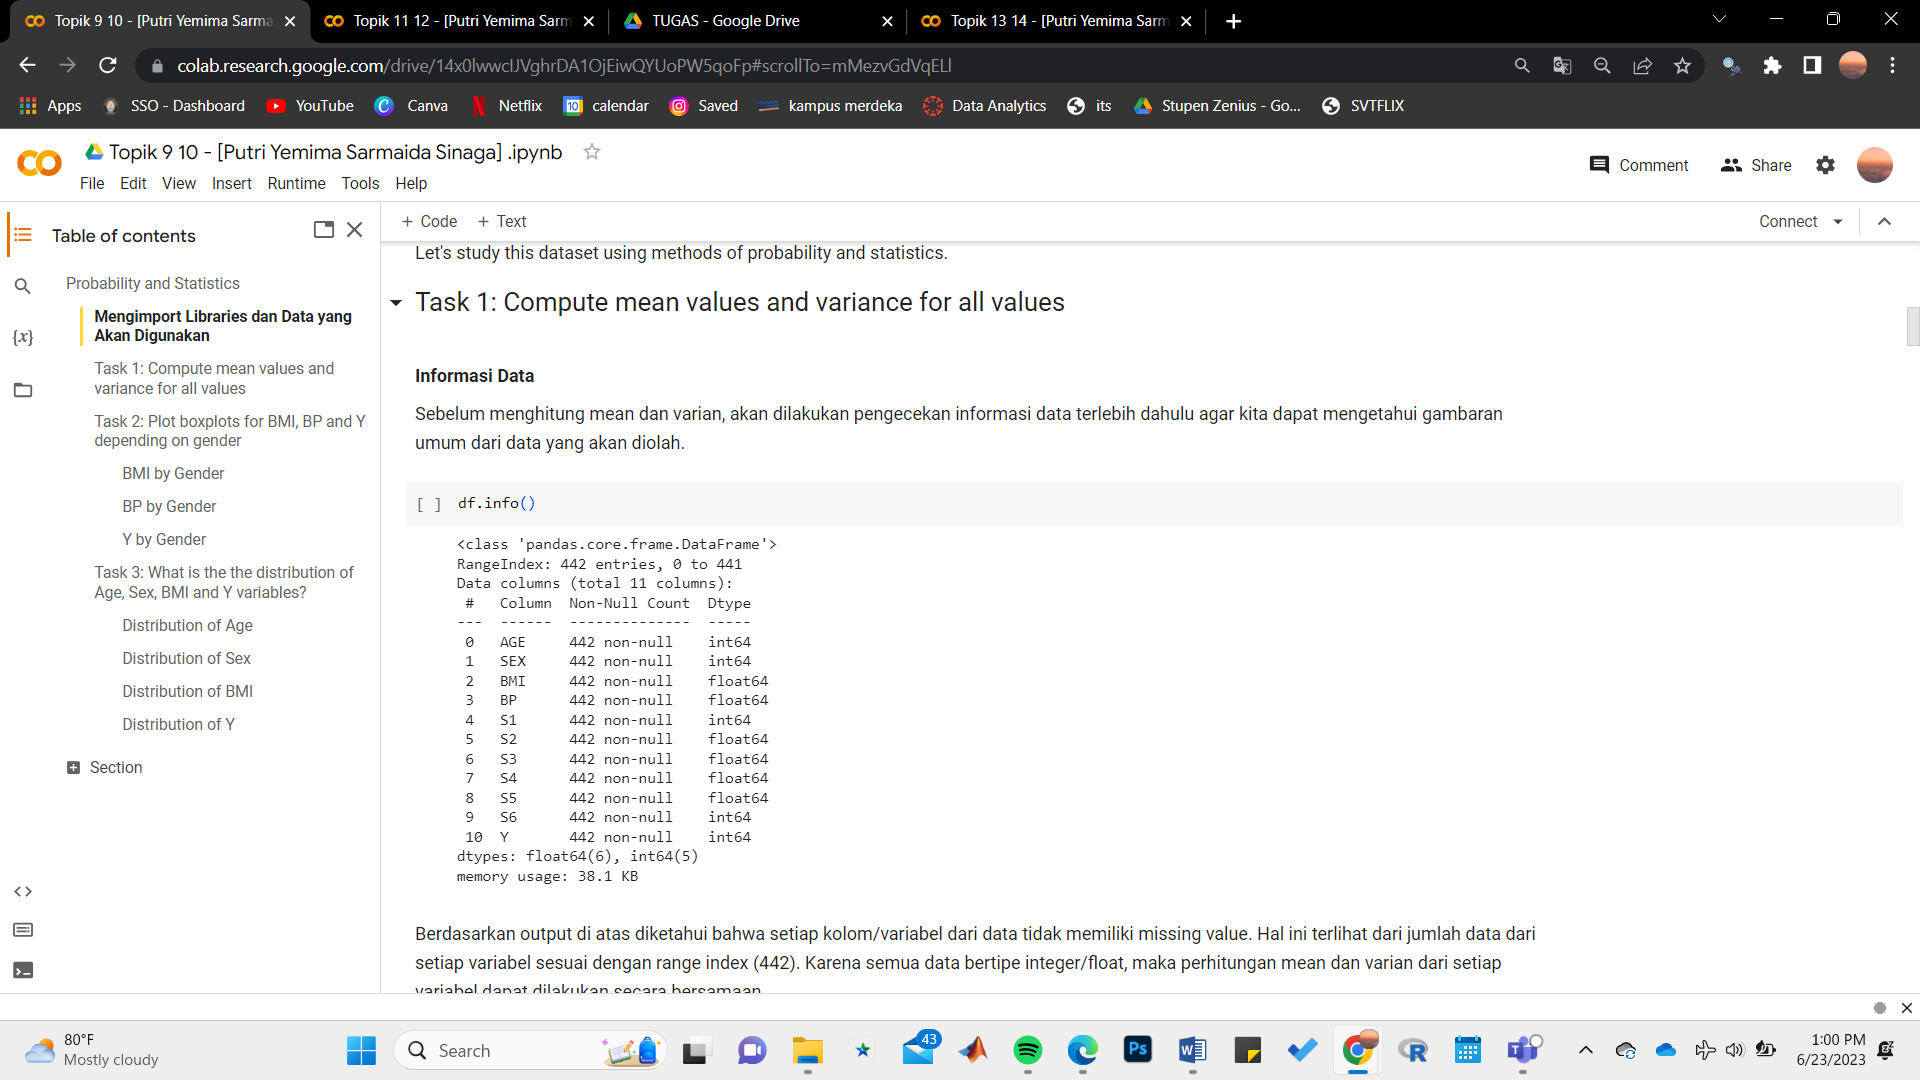 Topik 9 10 - [Putri Yemima Sarma
Topik 11 12 - [Putri Yemima Sarm
TUGAS - Google Drive
Topik 13 14 - [Putri Yemima Sarm
colab.research.google.com/drive/14x0lwwcIJVghrDA1OjEiwQYUoPW5qoFp#scrollTo=mMezvGdVqELl
Apps
SSO - Dashboard
YouTube
Canva
Netflix
10 calendar
Saved
kampus merdeka
Data Analytics
its
Stupen Zenius - Go...
SVTFLIX
Topik 9 10 - [Putri Yemima Sarmaida Sinaga] .ipynb
File Edit View Insert Runtime Tools Help
Comment
Share
Table of contents
Probability and Statistics
Mengimport Libraries dan Data yang
Akan Digunakan
Task 1: Compute mean values and
variance for all values
Task 2: Plot boxplots for BMI, BP and Y
depending on gender
BMI by Gender
BP by Gender
Y by Gender
Task 3: What is the the distribution of
Age, Sex, BMI and Y variables?
Distribution of Age
Distribution of Sex
Distribution of BMI
Distribution of Y
Section
{x}
+ Code + Text
Connect
Let's study this dataset using methods of probability and statistics.
Task 1: Compute mean values and variance for all values
Informasi Data
Sebelum menghitung mean dan varian, akan dilakukan pengecekan informasi data terlebih dahulu agar kita dapat mengetahui gambaran
umum dari data yang akan diolah.
[ ] df.info()
<class 'pandas.core.frame.DataFrame'>
RangeIndex: 442 entries, 0 to 441
Data columns (total 11 columns):
# Column Non-Null Count Dtype
--- ------ -------------- -----
0 AGE 442 non-null int64
1 SEX 442 non-null int64
2 BMI 442 non-null float64
3 BP 442 non-null float64
4 S1 442 non-null int64
5 S2 442 non-null float64
6 S3 442 non-null float64
7 S4 442 non-null float64
8 S5 442 non-null float64
9 S6 442 non-null int64
10 Y 442 non-null int64
dtypes: float64(6), int64(5)
memory usage: 38.1 KB
Berdasarkan output di atas diketahui bahwa setiap kolom/variabel dari data tidak memiliki missing value. Hal ini terlihat dari jumlah data dari
setiap variabel sesuai dengan range index (442). Karena semua data bertipe integer/float, maka perhitungan mean dan varian dari setiap
variabel dapat dilakukan secara bersamaan.
80°F
Mostly cloudy
Search
43
Ps
1:00 PM
6/23/2023